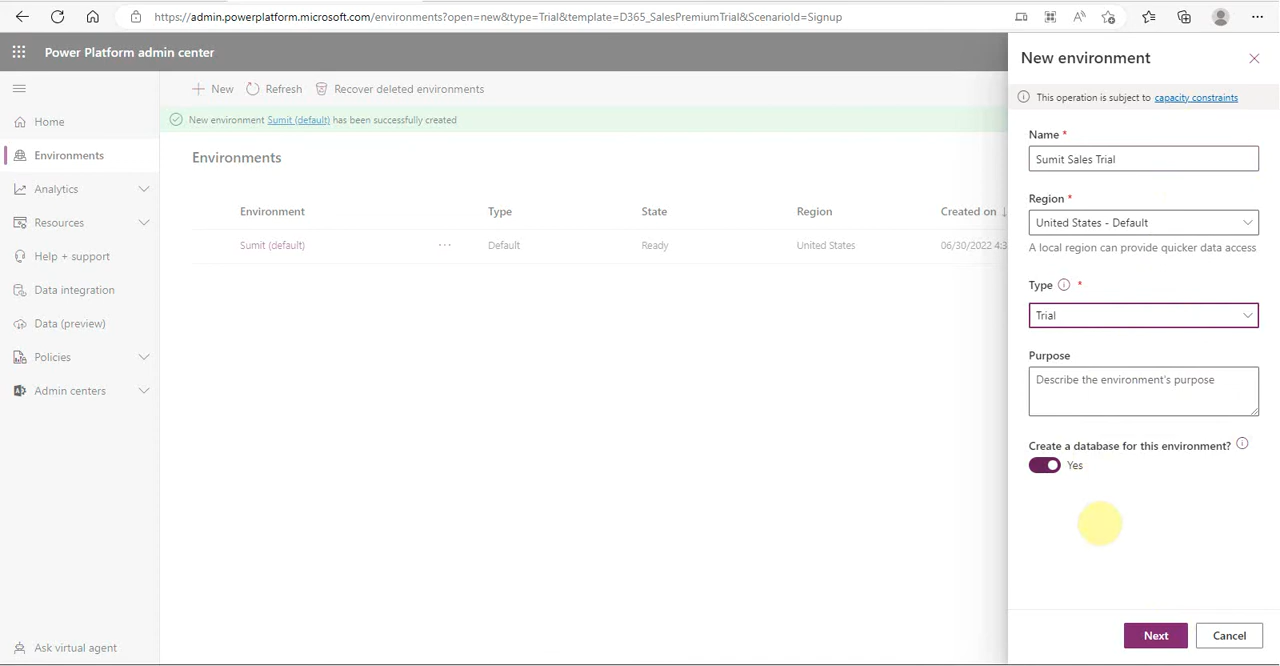 https://admin.powerplatform.microsoft.com/environments?open=new&type=Trial&template=D365_SalesPremiumTrial&ScenarioId=Signup
Power Platform admin center
Home
Environments
Analytics
Resources
Help + support
Data integration
Data (preview)
Policies
Admin centers
Ask virtual agent
New
Refresh
Recover deleted environments
New environment Sumit (default) has been successfully created
Environments
Environment Type State Region Created on ↓
Sumit (default) ... Default Ready United States 06/30/2022 4:3
New environment
This operation is subject to capacity constraints
Name *
Sumit Sales Trial
Region *
United States - Default
A local region can provide quicker data access
Type *
Trial
Purpose
Describe the environment's purpose
Create a database for this environment?
Yes
Next
Cancel